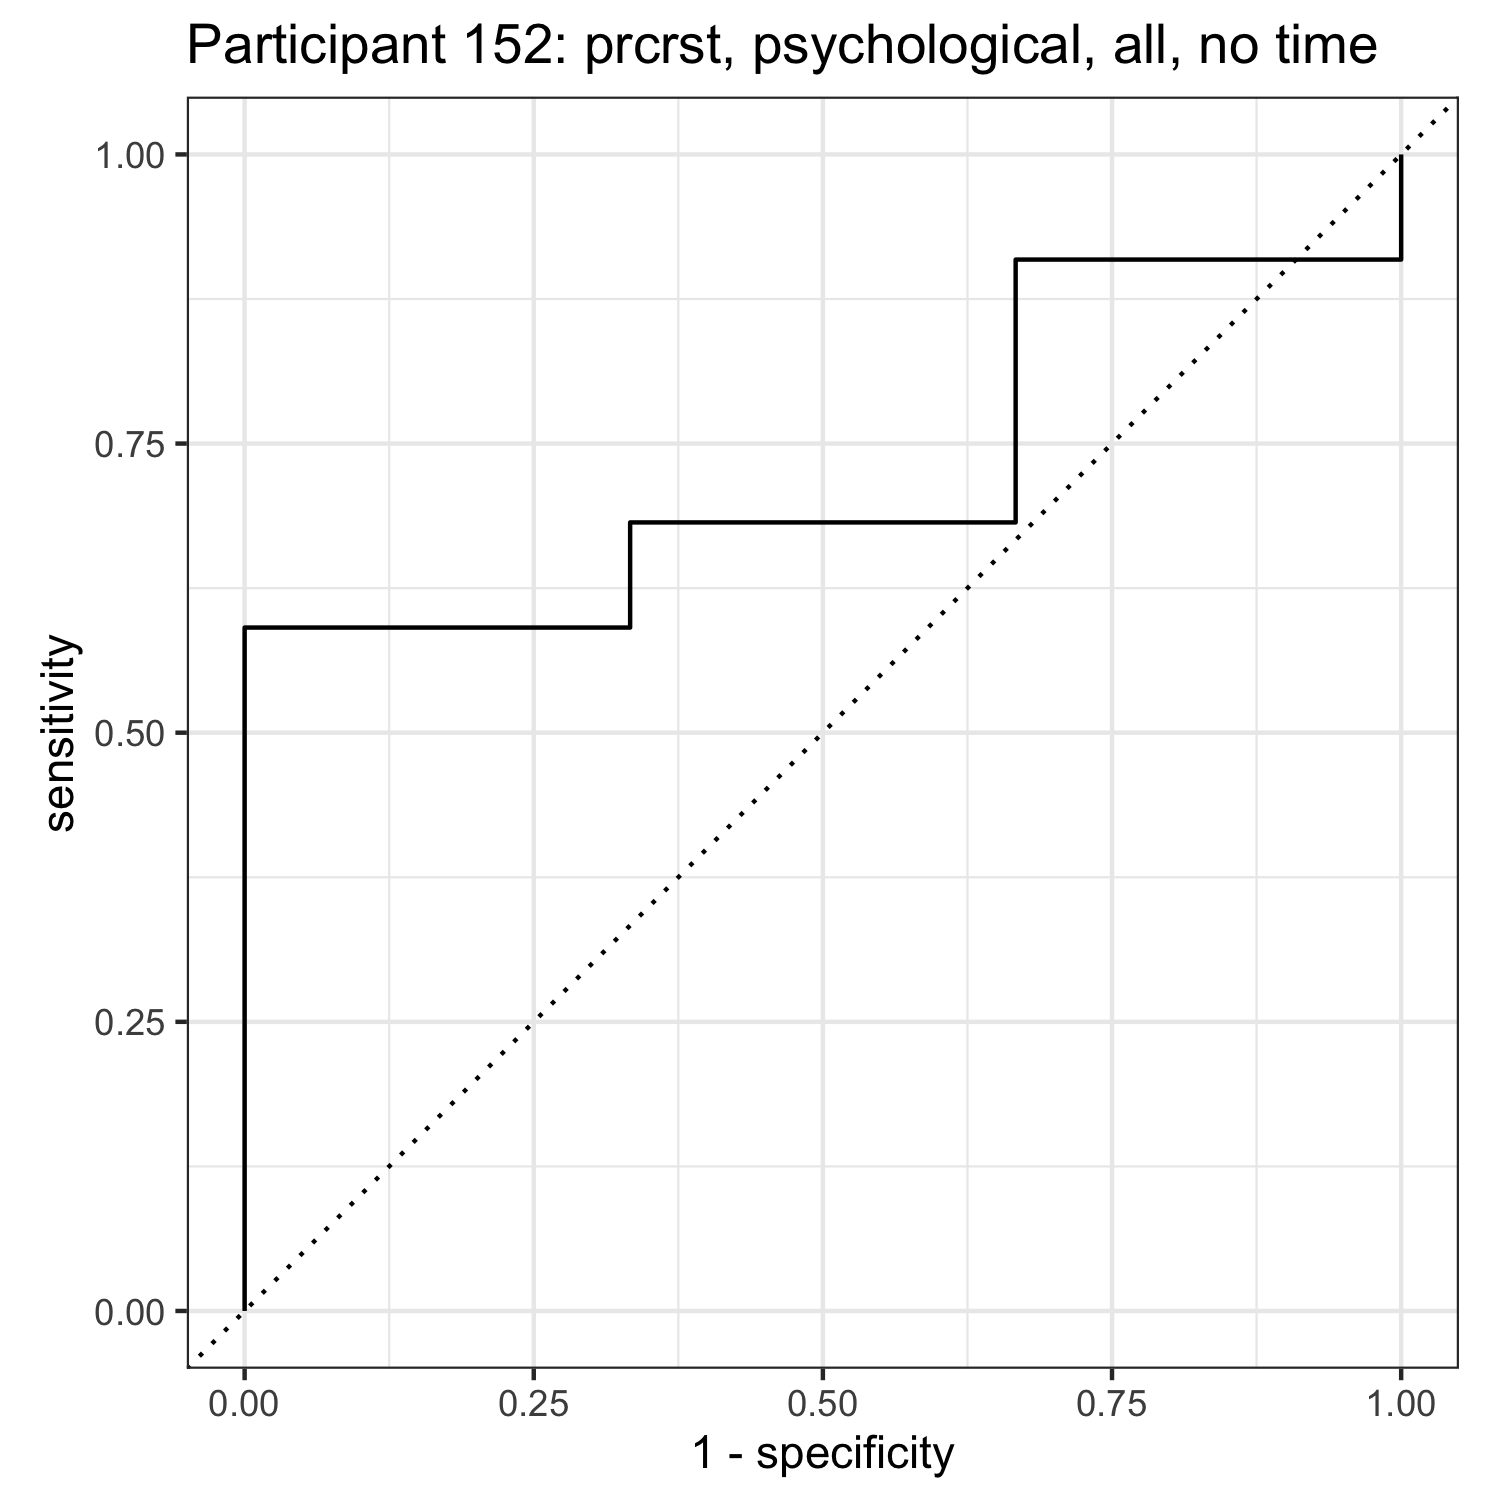 Participant 152: prcrst, psychological, all, no time
1.00
0.75
0.50
0.25
0.00
sensitivity
0.00 0.25 0.50 0.75 1.00
1 - specificity